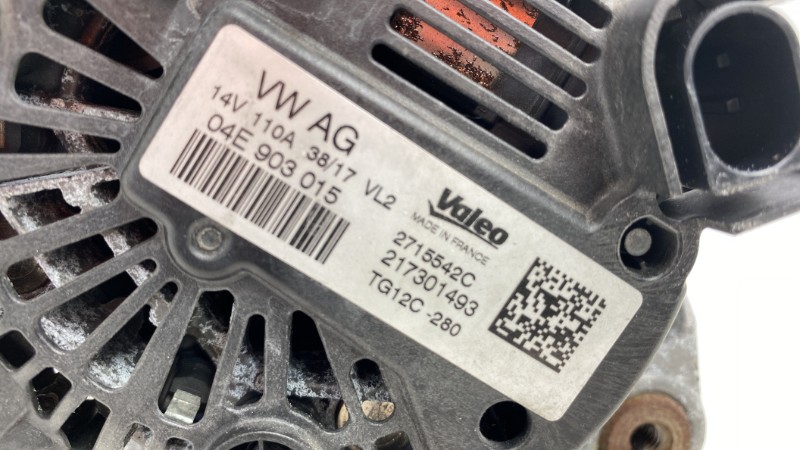 VW AG
14V 110A 38/17 VL2
04E 903 015
Valeo
MADE IN FRANCE
2715542C
217301493
TG12C-280